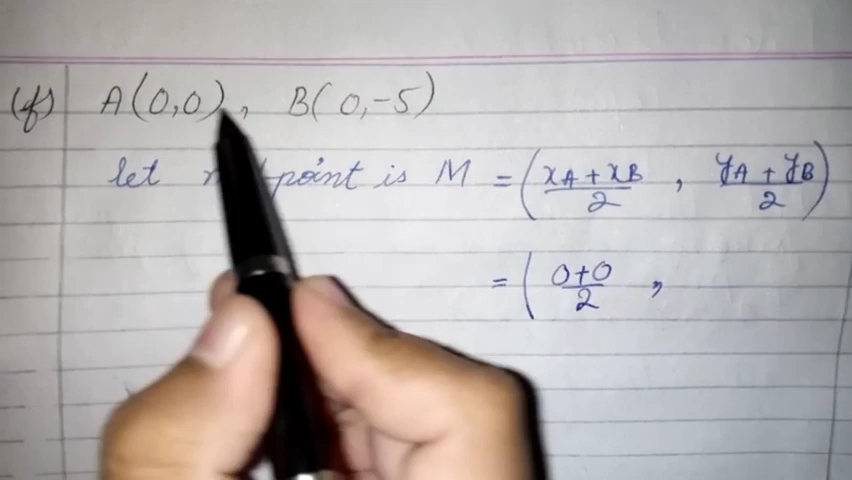 (f) A(0,0), B(0,-5)
let point is M = (xA + xB / 2 , yA + yB / 2)
= ( 0+0 / 2 ,